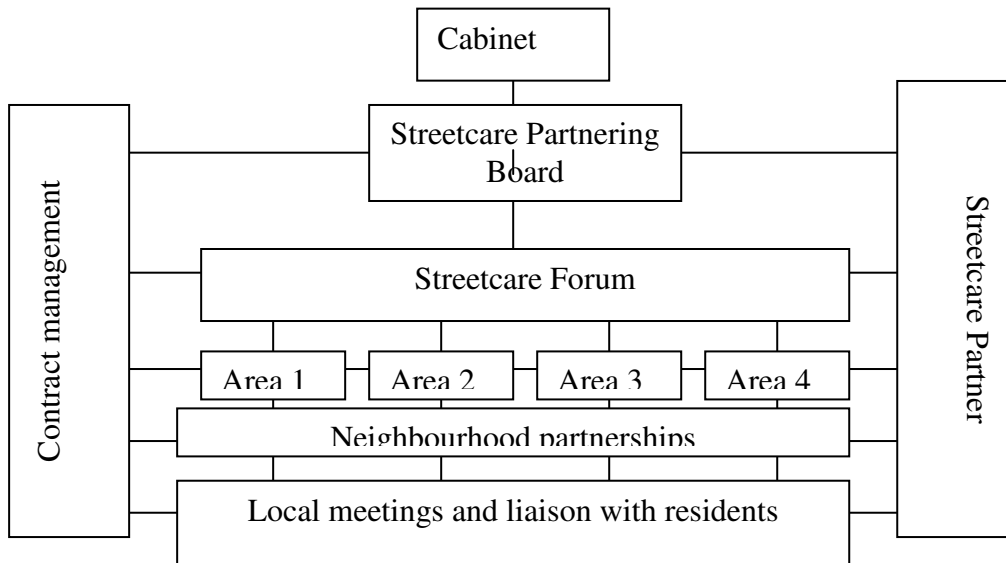 Cabinet
Streetcare Partnering
Board
Contract management
Streetcare Partner
Streetcare Forum
Area 1
Area 2
Area 3
Area 4
Neighbourhood partnerships
Local meetings and liaison with residents